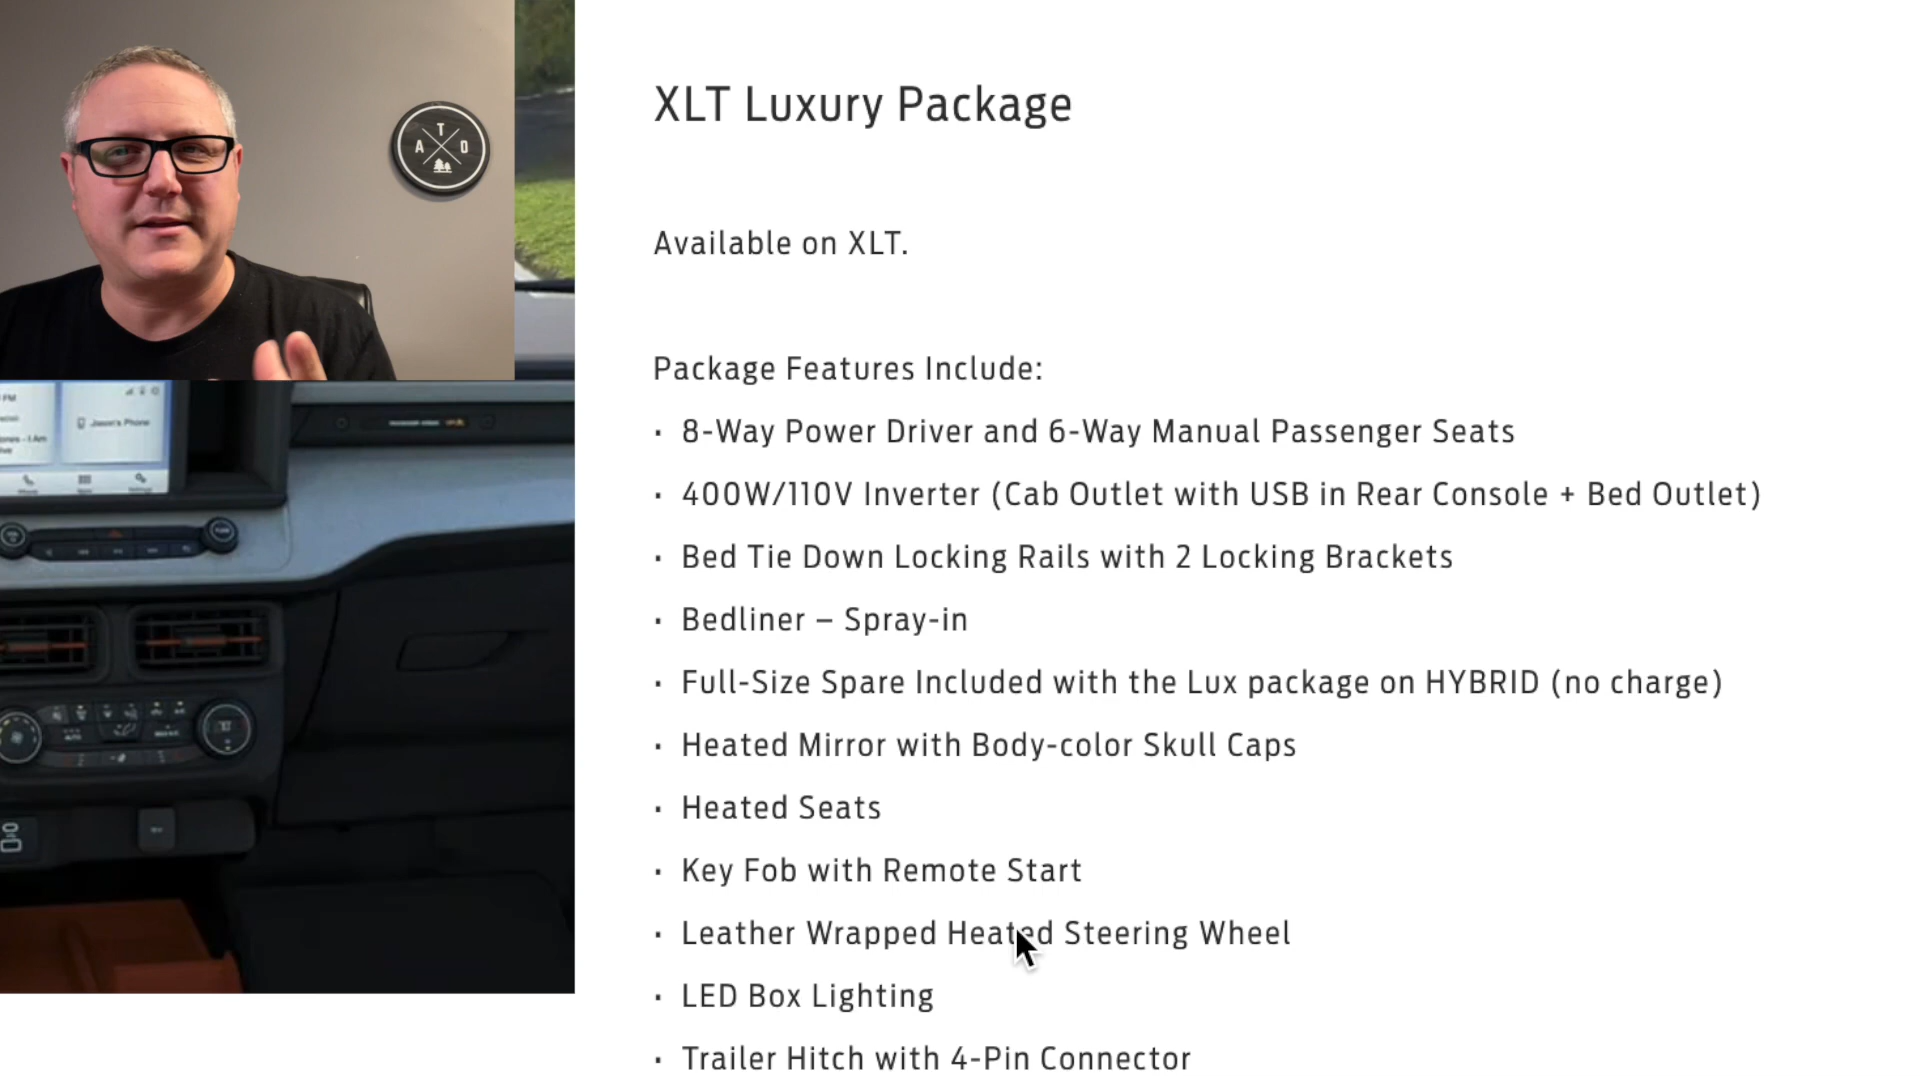 XLT Luxury Package
Available on XLT.
Package Features Include:
· 8-Way Power Driver and 6-Way Manual Passenger Seats
· 400W/110V Inverter (Cab Outlet with USB in Rear Console + Bed Outlet)
· Bed Tie Down Locking Rails with 2 Locking Brackets
· Bedliner – Spray-in
· Full-Size Spare Included with the Lux package on HYBRID (no charge)
· Heated Mirror with Body-color Skull Caps
· Heated Seats
· Key Fob with Remote Start
· Leather Wrapped Heated Steering Wheel
· LED Box Lighting
· Trailer Hitch with 4-Pin Connector
T
A O
PM
Jason's Phone
I Am